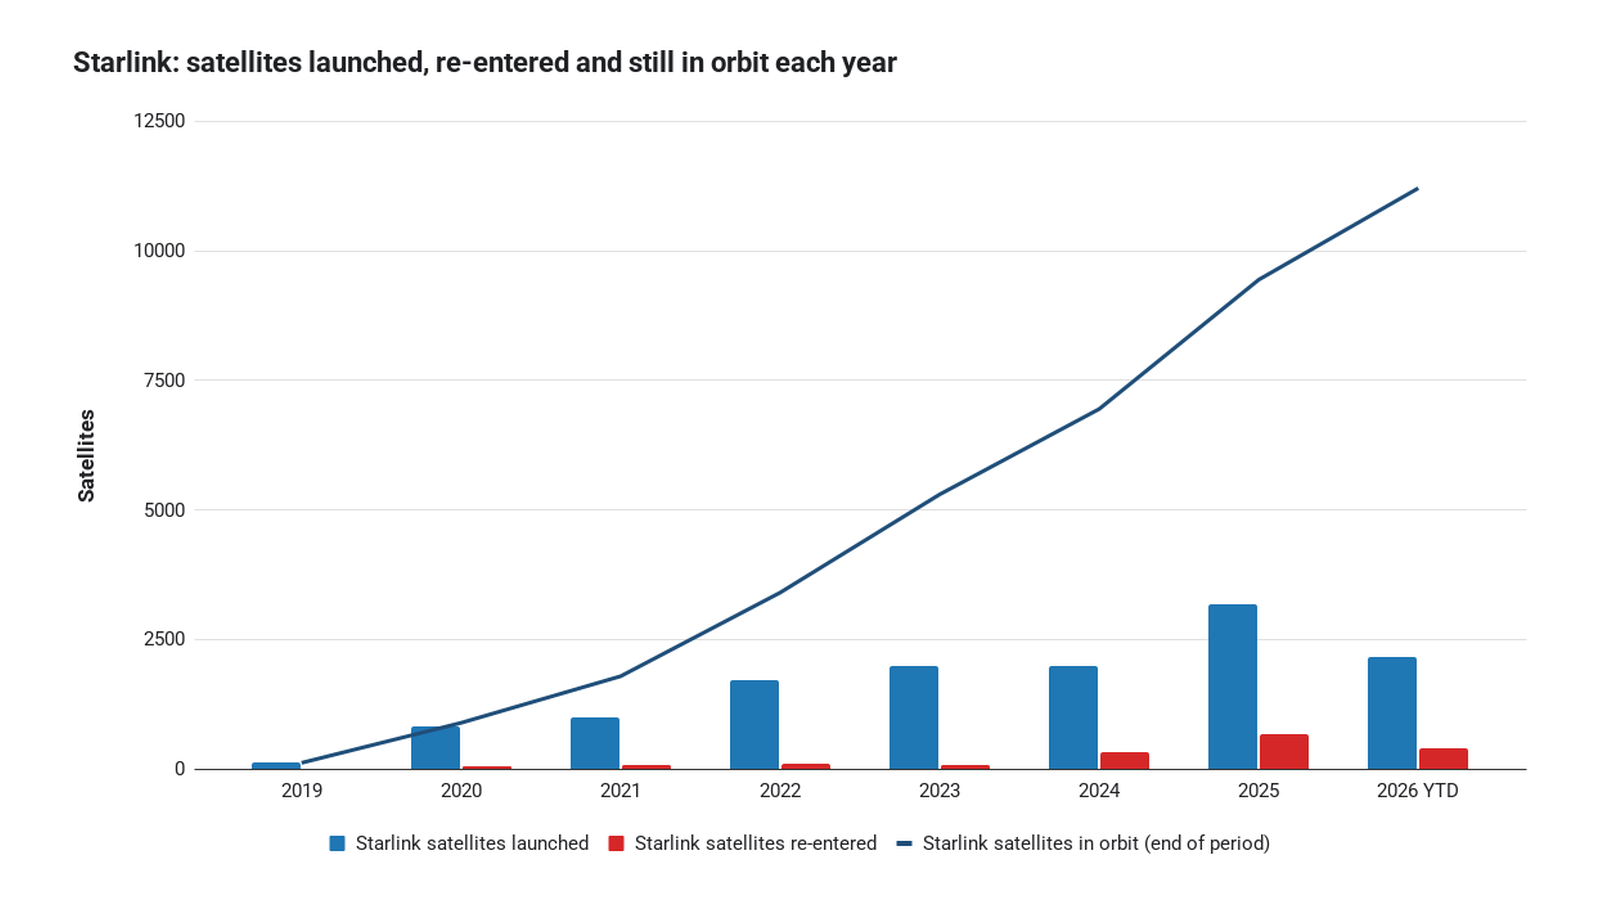 Starlink: satellites launched, re-entered and still in orbit each year
12500
10000
7500
5000
2500
0
Satellites
2019 2020 2021 2022 2023 2024 2025 2026 YTD
Starlink satellites launched Starlink satellites re-entered Starlink satellites in orbit (end of period)